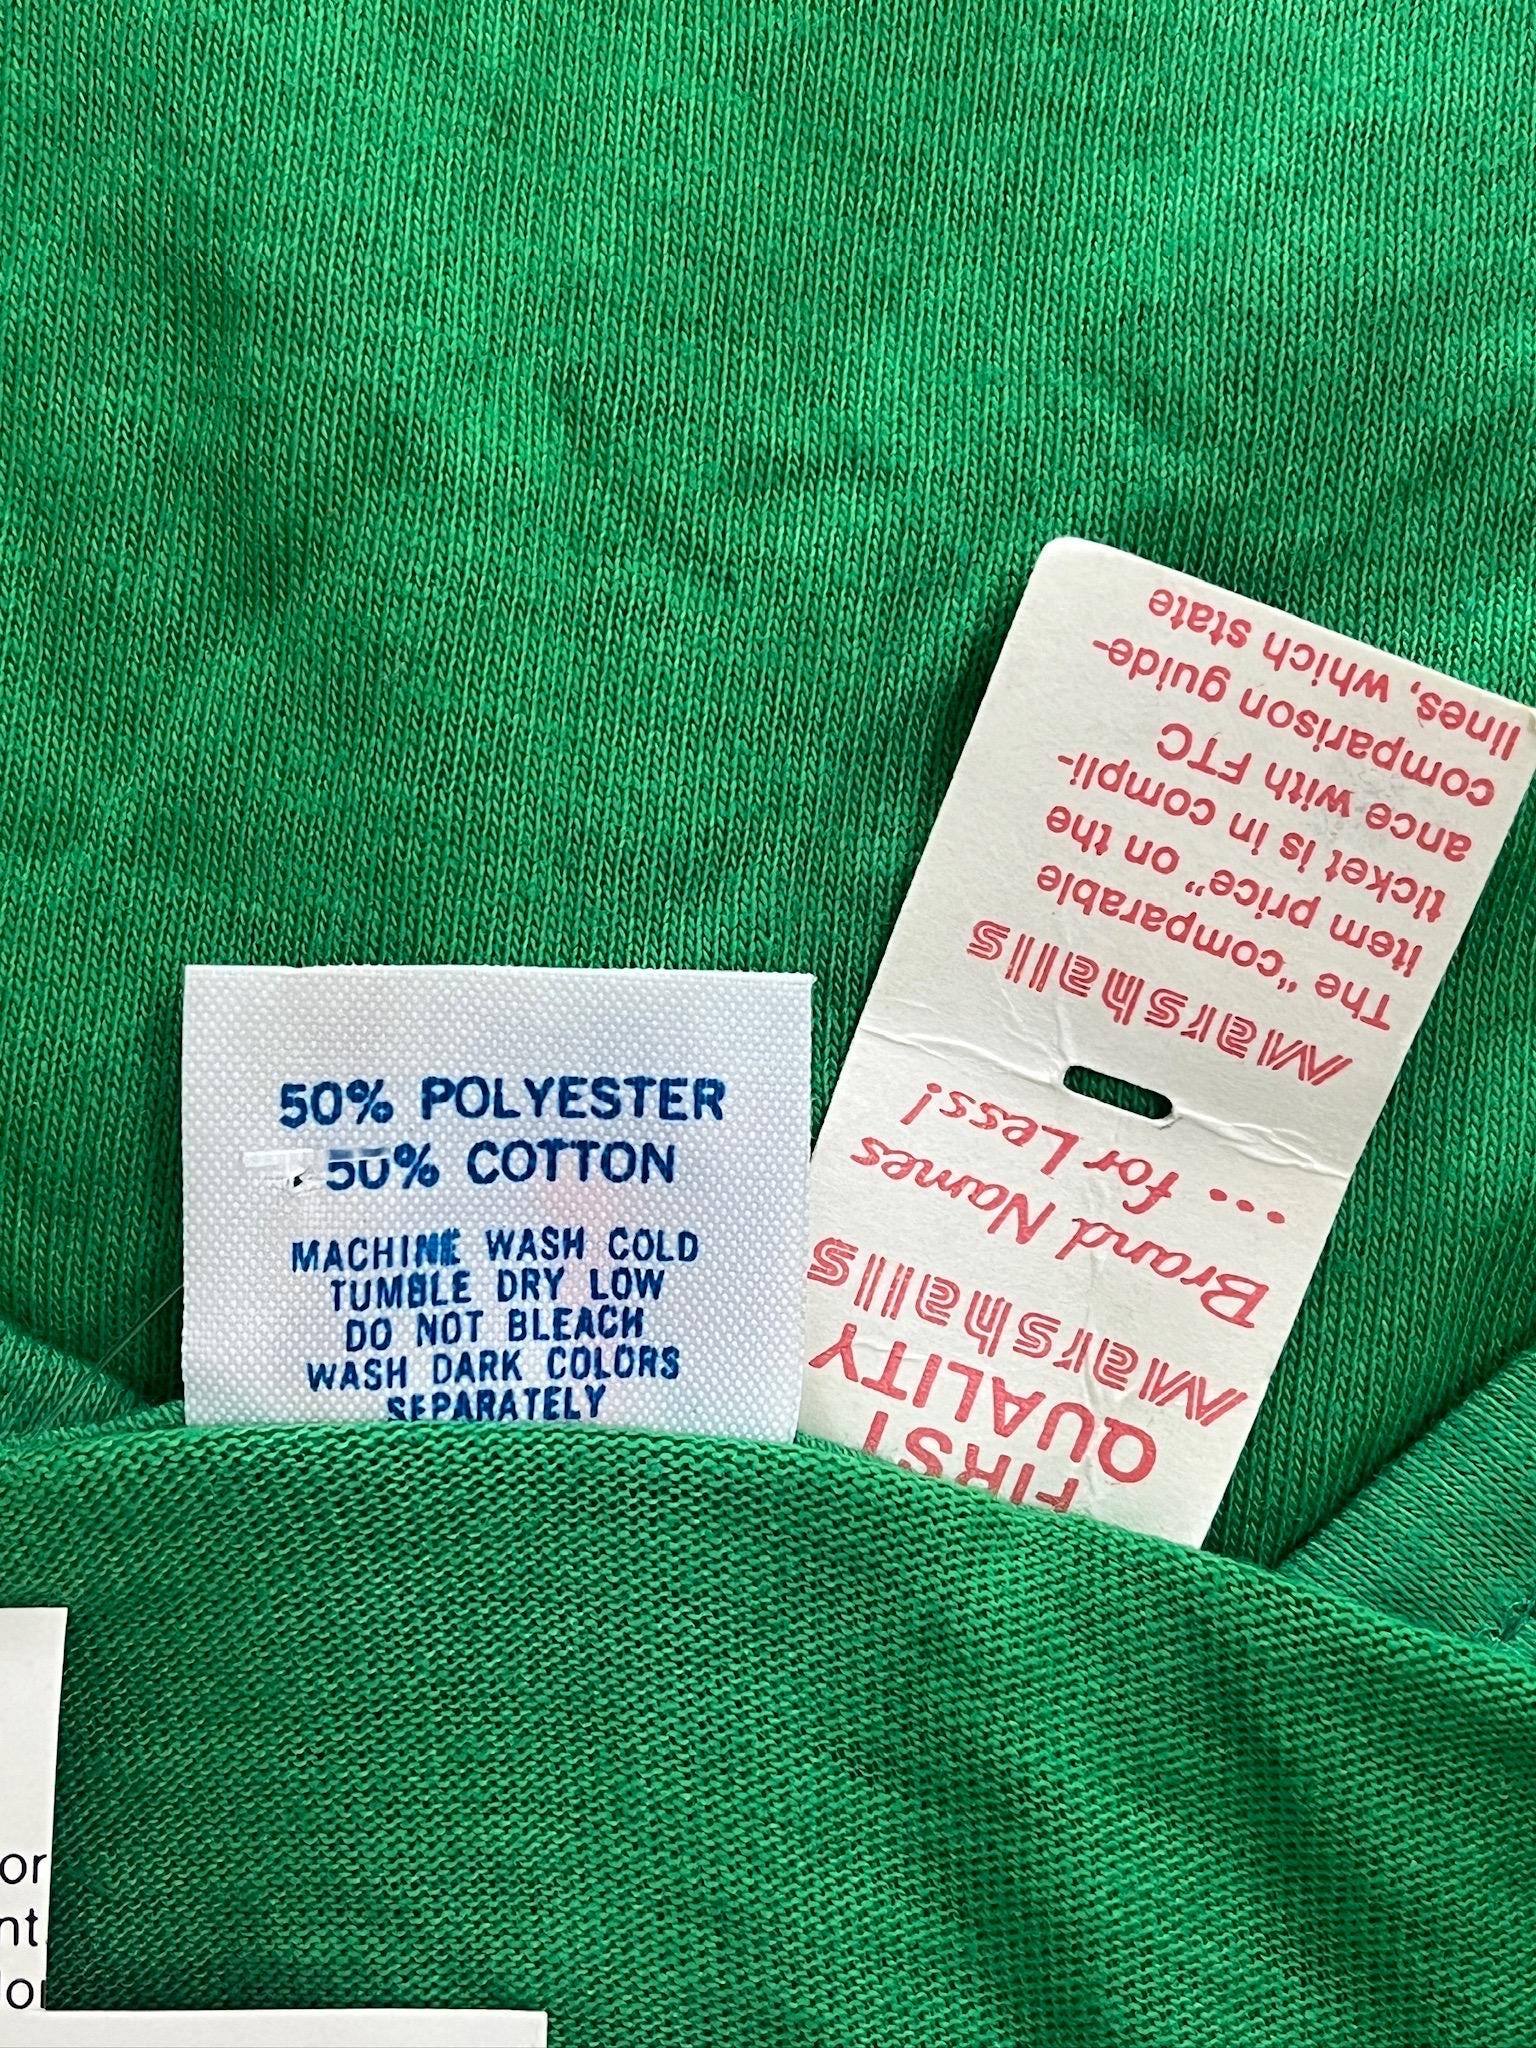 50% POLYESTER
50% COTTON
MACHINE WASH COLD
TUMBLE DRY LOW
DO NOT BLEACH
WASH DARK COLORS
SEPARATELY
FIRST
QUALITY
Marshalls
Brand Names
... for Less!
Marshalls
The "comparable
item price" on the
ticket is in compli-
ance with FTC
comparison guide-
lines, which state
or
nt